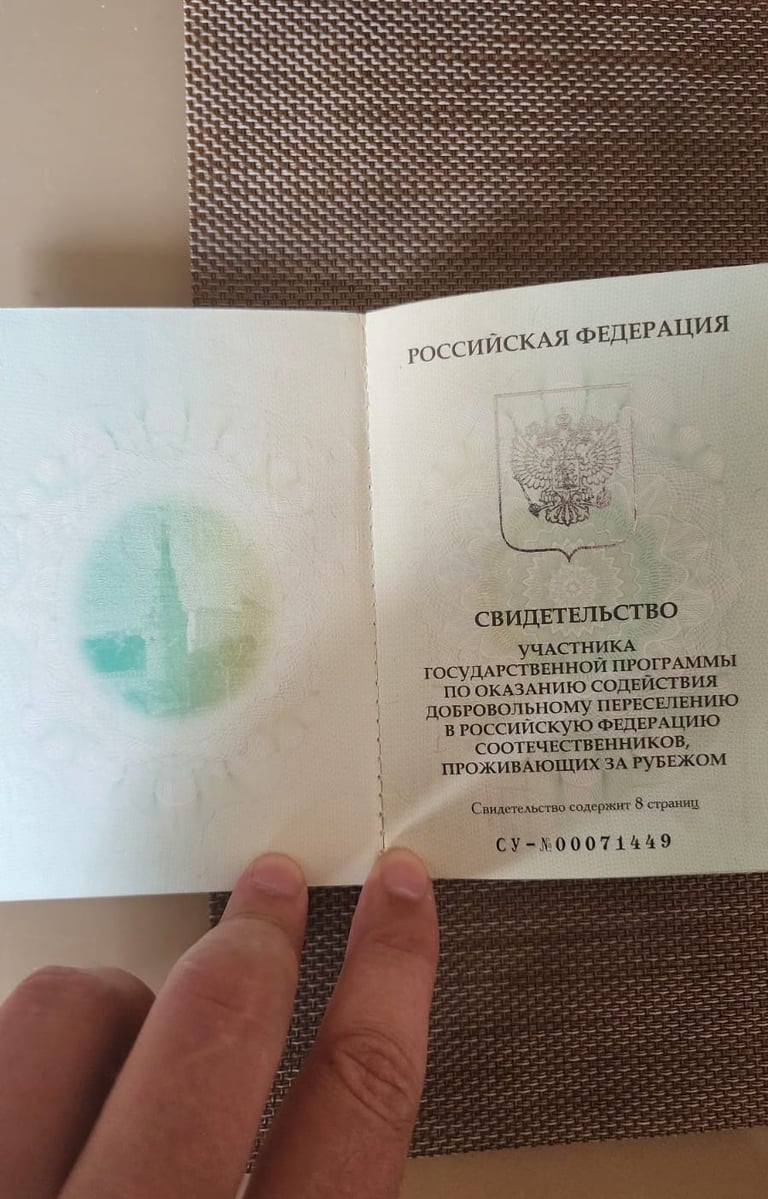 РОССИЙСКАЯ ФЕДЕРАЦИЯ
СВИДЕТЕЛЬСТВО
УЧАСТНИКА
ГОСУДАРСТВЕННОЙ ПРОГРАММЫ
ПО ОКАЗАНИЮ СОДЕЙСТВИЯ
ДОБРОВОЛЬНОМУ ПЕРЕСЕЛЕНИЮ
В РОССИЙСКУЮ ФЕДЕРАЦИЮ
СООТЕЧЕСТВЕННИКОВ,
ПРОЖИВАЮЩИХ ЗА РУБЕЖОМ
Свидетельство содержит 8 страниц
СУ-№00071449